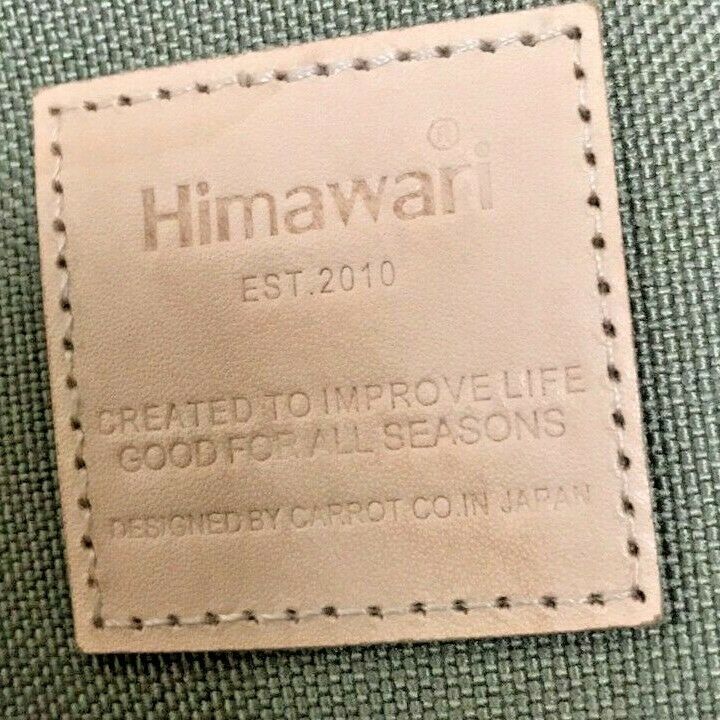 Himawari®
EST.2010
CREATED TO IMPROVE LIFE
GOOD FOR ALL SEASONS
DESIGNED BY CARROT CO.IN JAPAN